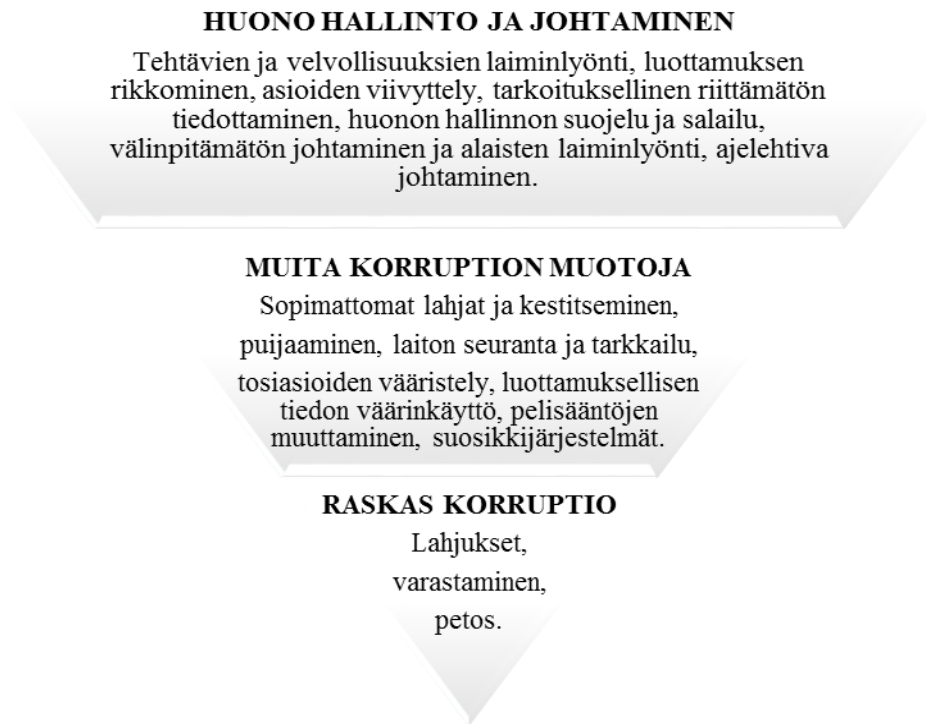 HUONO HALLINTO JA JOHTAMINEN
Tehtävien ja velvollisuuksien laiminlyönti, luottamuksen
rikkominen, asioiden viivyttely, tarkoituksellinen riittämätön
tiedottaminen, huonon hallinnon suojelu ja salailu,
välinpitämätön johtaminen ja alaisten laiminlyönti, ajelehtiva
johtaminen.
MUITA KORRUPTION MUOTOJA
Sopimattomat lahjat ja kestitseminen,
puijaaminen, laiton seuranta ja tarkkailu,
tosiasioiden vääristely, luottamuksellisen
tiedon väärinkäyttö, pelisääntöjen
muuttaminen, suosikkijärjestelmät.
RASKAS KORRUPTIO
Lahjukset,
varastaminen,
petos.